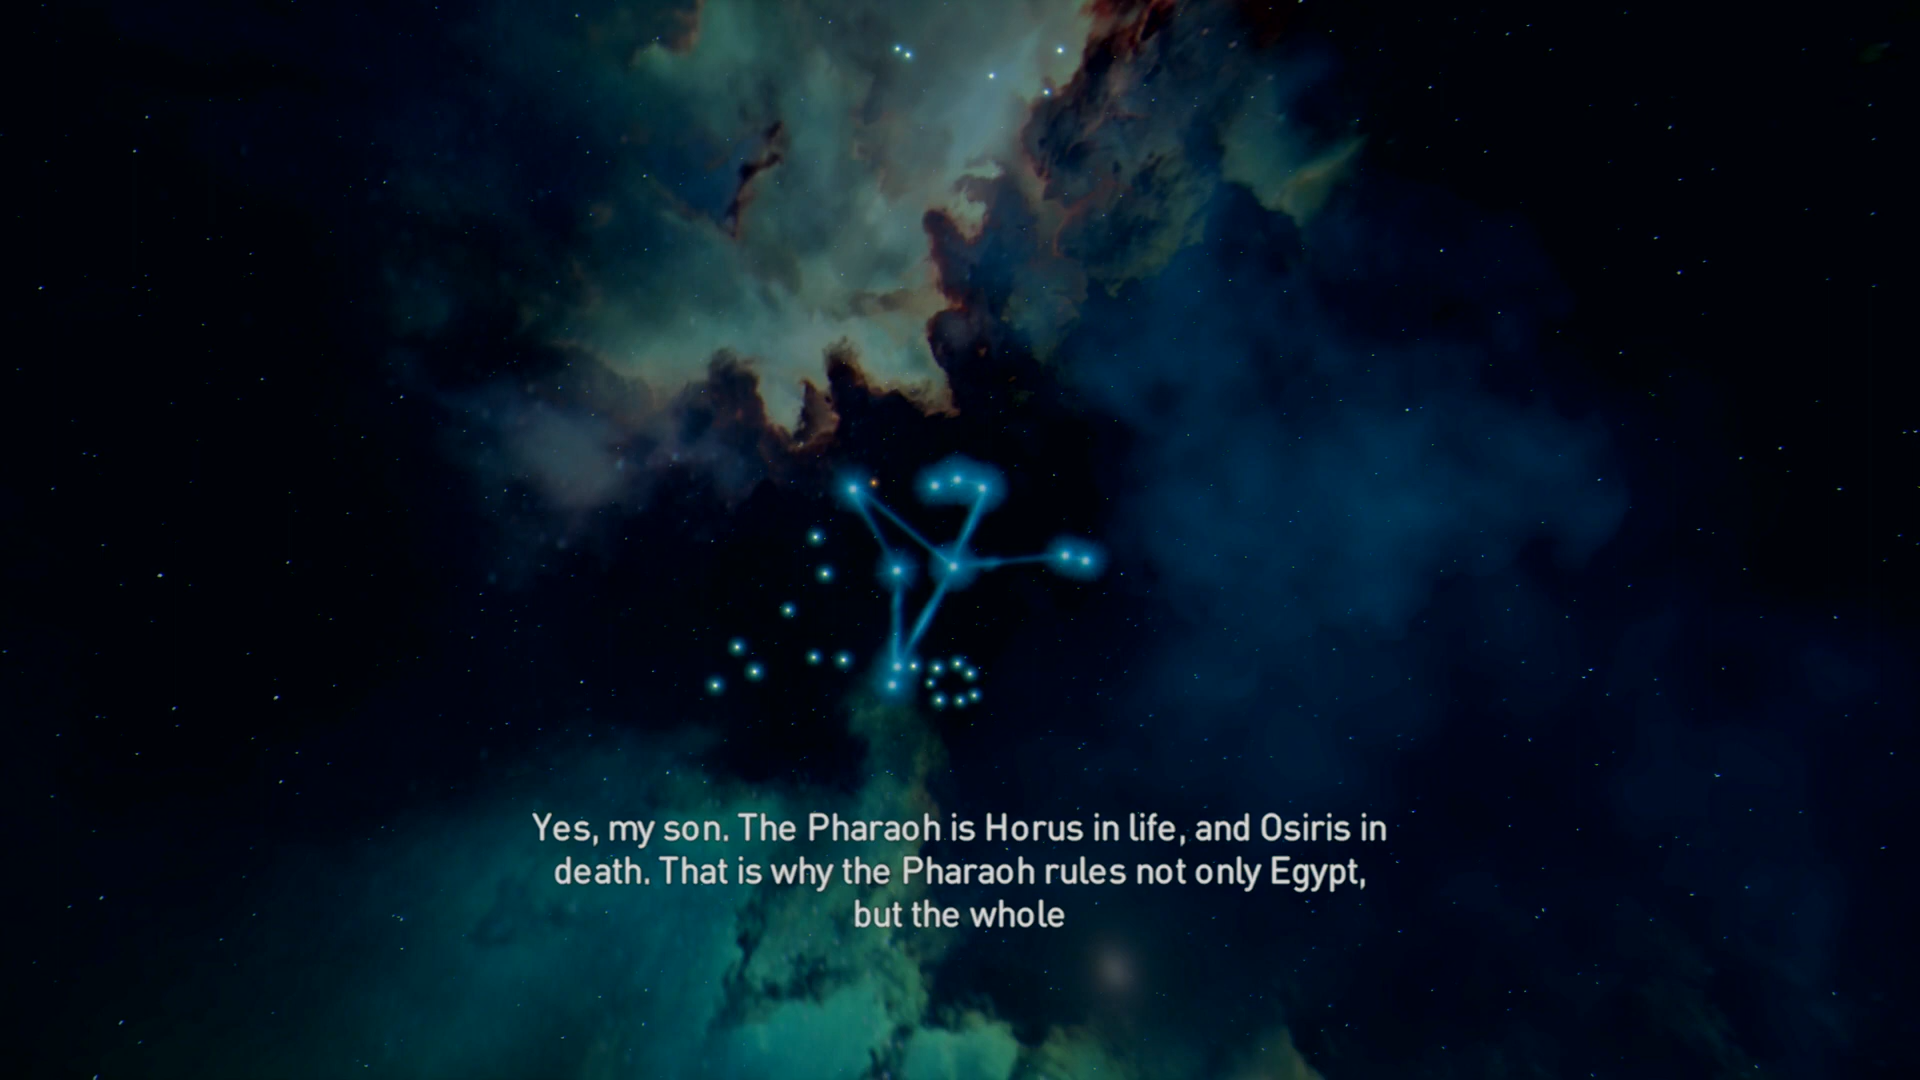 Yes, my son. The Pharaoh is Horus in life, and Osiris in
death. That is why the Pharaoh rules not only Egypt,
but the whole